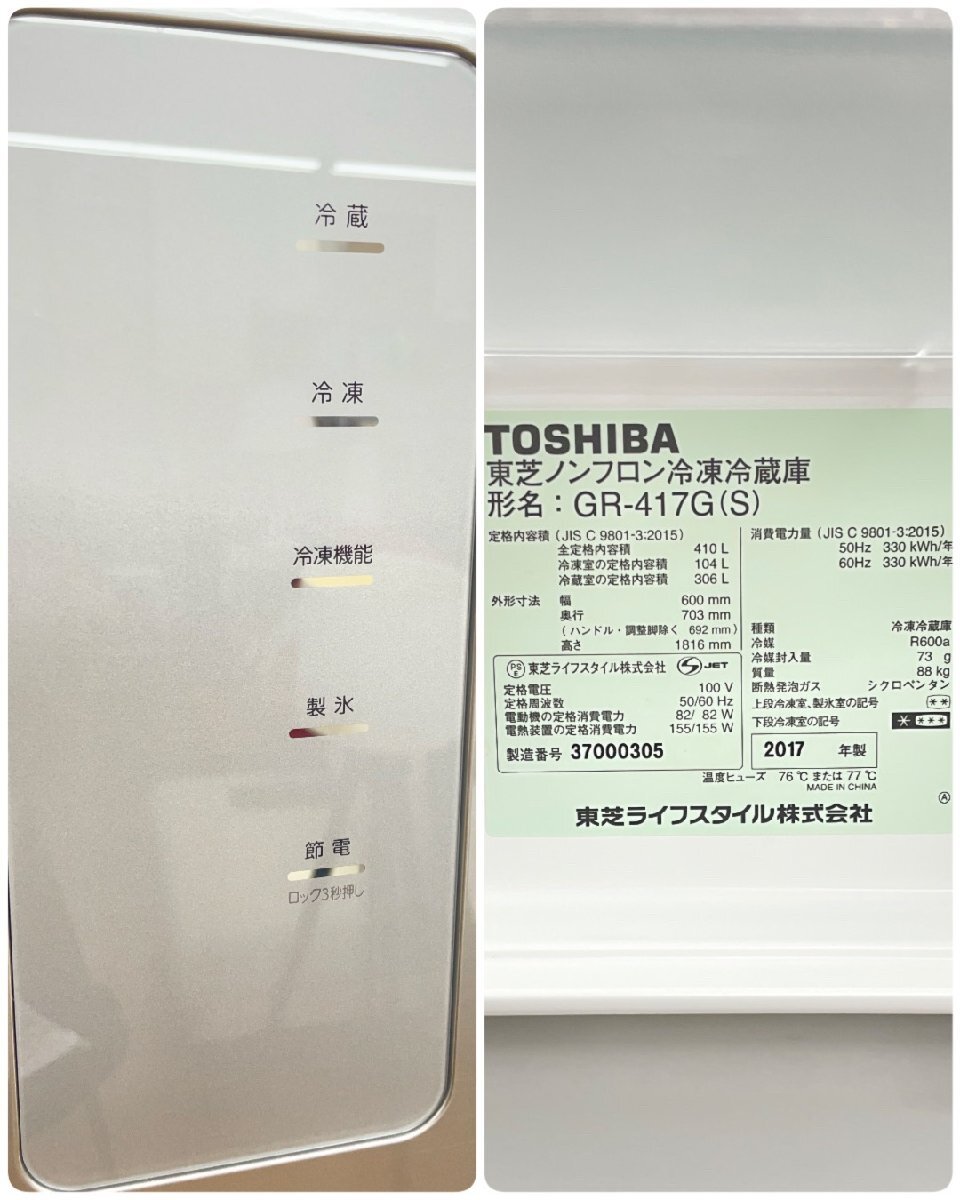 冷蔵
冷凍
冷凍機能
製氷
節電
ロック3秒押し
TOSHIBA
東芝ノンフロン冷凍冷蔵庫
形名：GR-417G(S)
定格内容積 (JIS C 9801-3:2015)
全定格内容積 410 L
冷凍室の定格内容積 104 L
冷蔵室の定格内容積 306 L
外形寸法 幅 600 mm
奥行 703 mm
(ハンドル・調整脚除く 692 mm)
高さ 1816 mm
PS E 東芝ライフスタイル株式会社 JET
定格電圧 100 V
定格周波数 50/60 Hz
電動機の定格消費電力 82/ 82 W
電熱装置の定格消費電力 155/155 W
製造番号 37000305
消費電力量 (JIS C 9801-3:2015)
50Hz 330 kWh/年
60Hz 330 kWh/年
種類 冷凍冷蔵庫
冷媒 R600a
冷媒封入量 73 g
質量 88 kg
断熱発泡ガス シクロペンタン
上段冷凍室、製氷室の記号 **
下段冷凍室の記号 * ***
2017 年製
温度ヒューズ 76℃または77℃
MADE IN CHINA
Ⓐ
東芝ライフスタイル株式会社